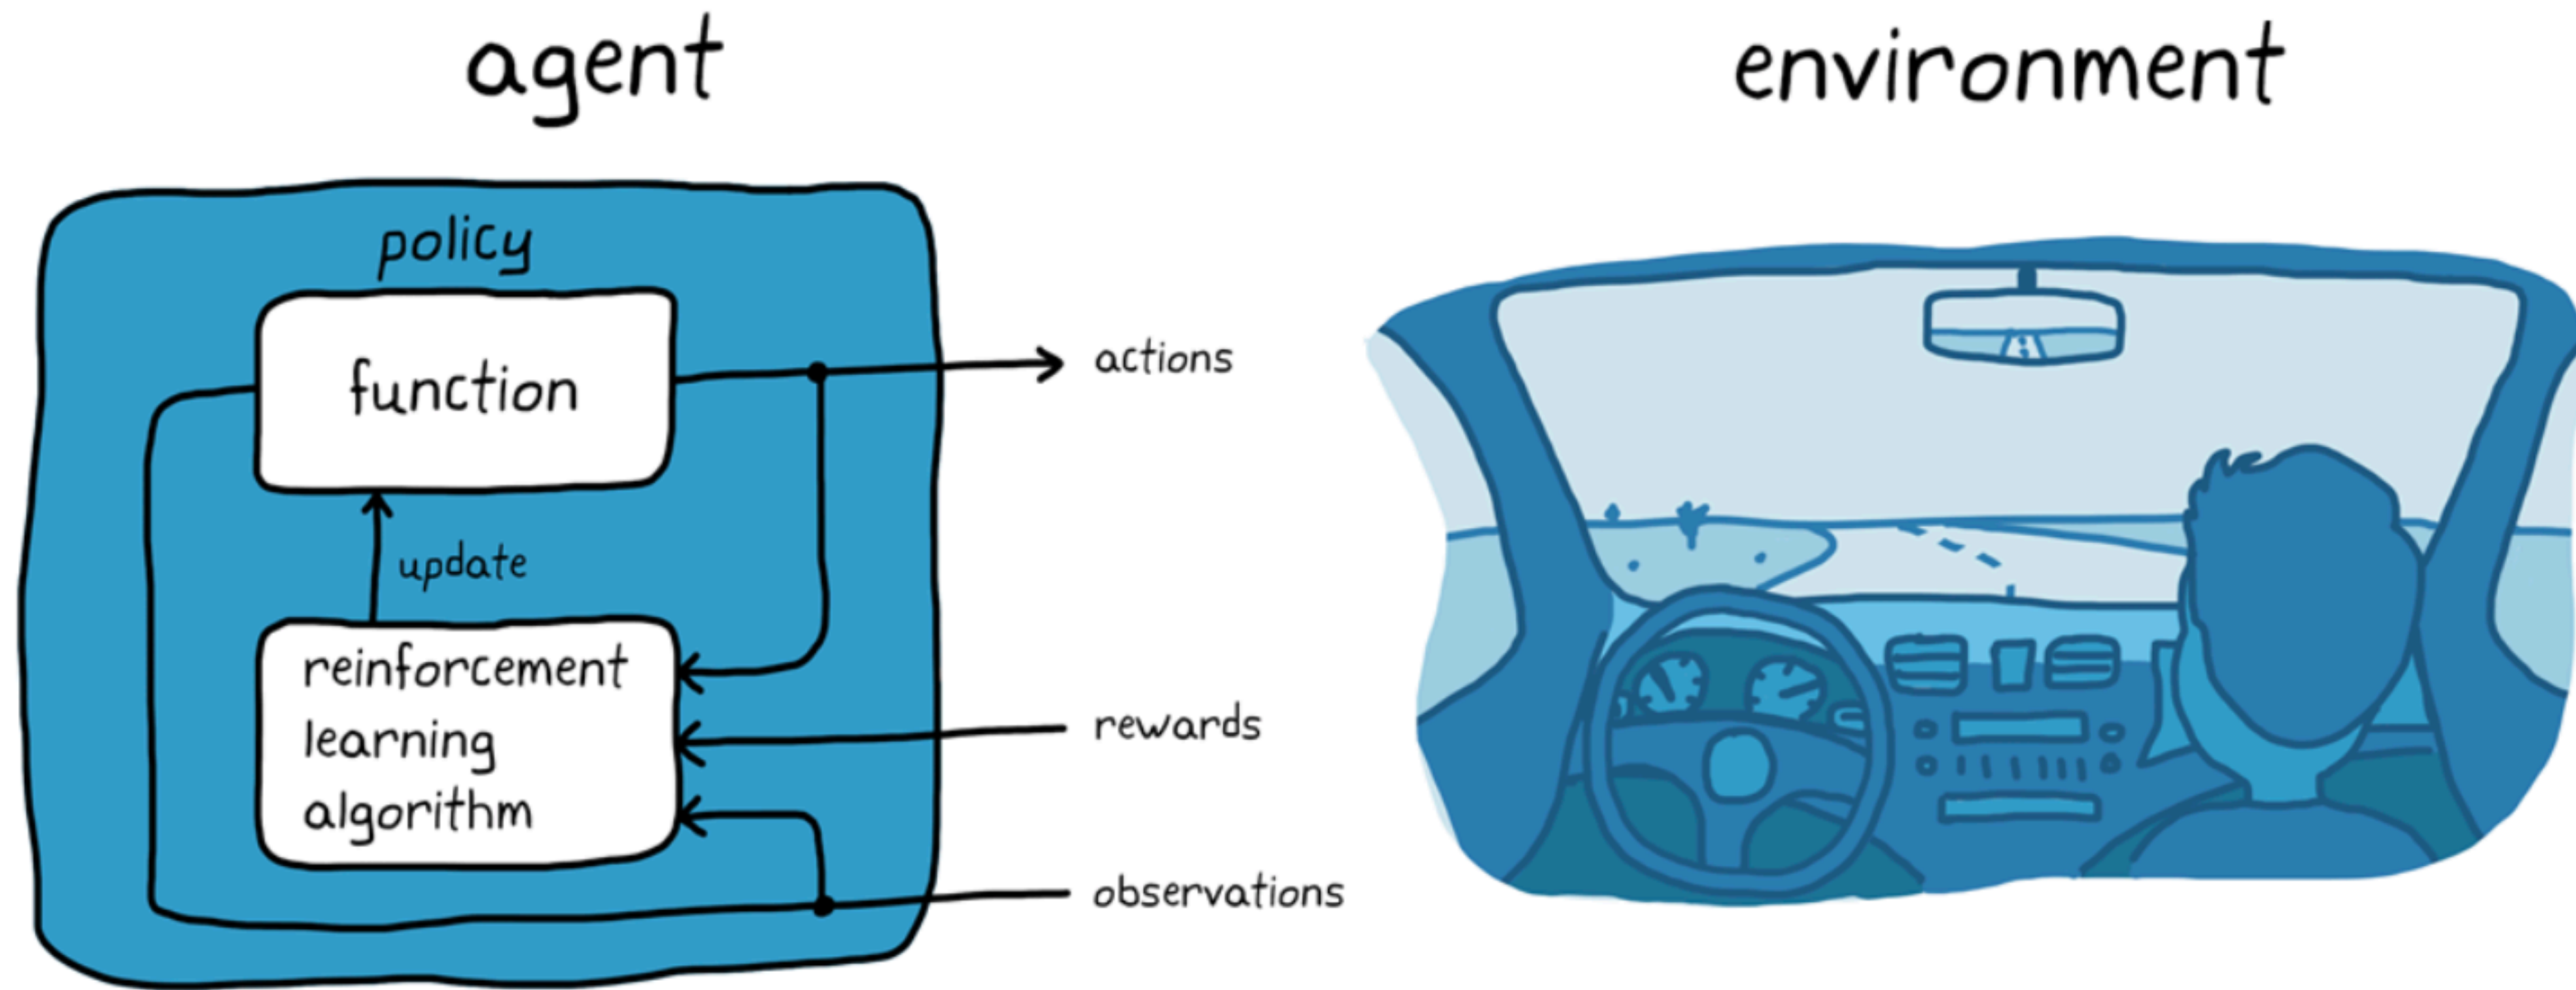 agent
environment
policy
function
actions
update
reinforcement
learning
algorithm
rewards
observations